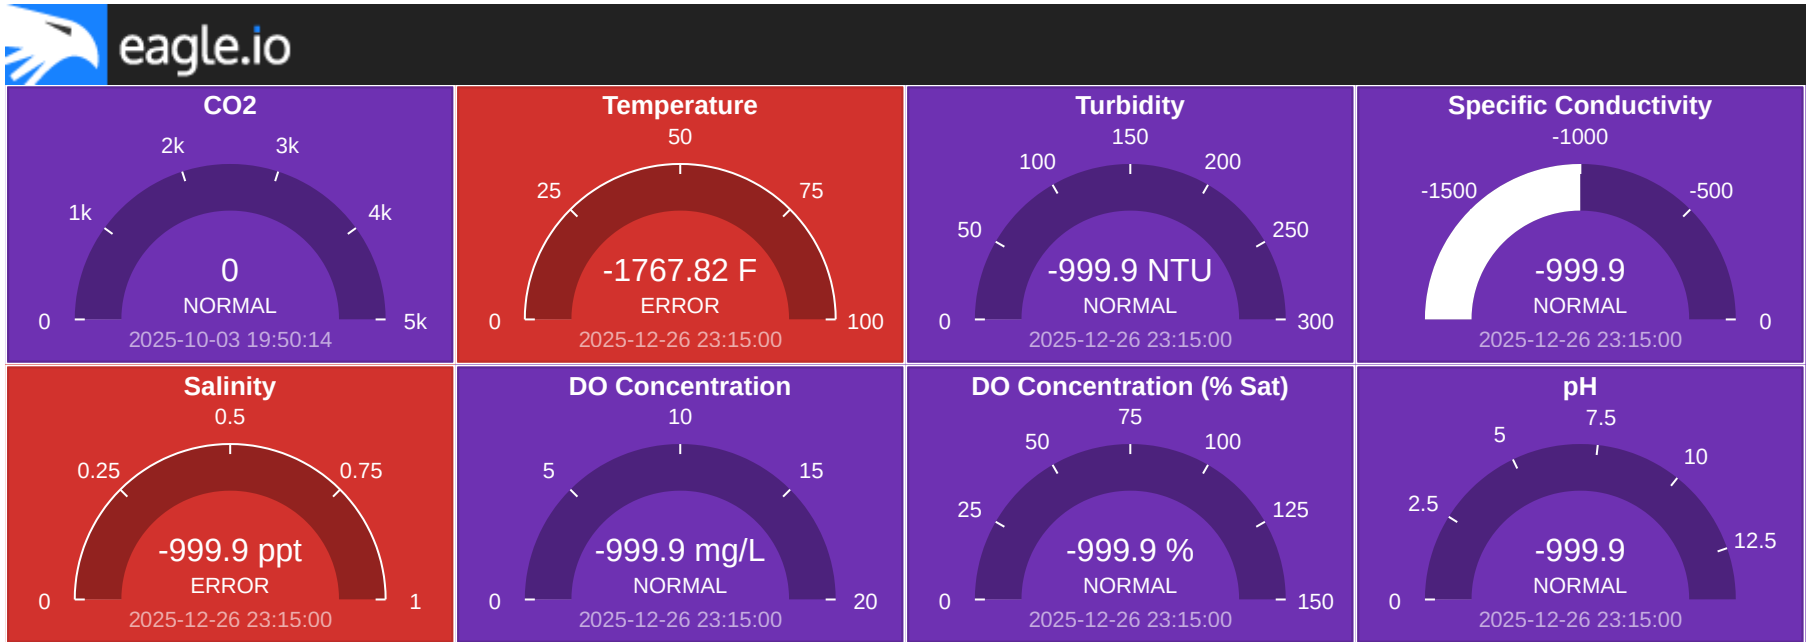 eagle.io
CO2
2k
3k
1k
4k
0
NORMAL
0
5k
2025-10-03 19:50:14
Temperature
50
25
75
-1767.82 F
ERROR
0
100
2025-12-26 23:15:00
Turbidity
150
100
200
50
250
-999.9 NTU
NORMAL
0
300
2025-12-26 23:15:00
Specific Conductivity
-1000
-1500
-500
-999.9
NORMAL
0
2025-12-26 23:15:00
Salinity
0.5
0.25
0.75
-999.9 ppt
ERROR
0
1
2025-12-26 23:15:00
DO Concentration
10
5
15
-999.9 mg/L
NORMAL
0
20
2025-12-26 23:15:00
DO Concentration (% Sat)
75
50
100
25
125
-999.9 %
NORMAL
0
150
2025-12-26 23:15:00
pH
7.5
5
10
2.5
12.5
-999.9
NORMAL
0
2025-12-26 23:15:00